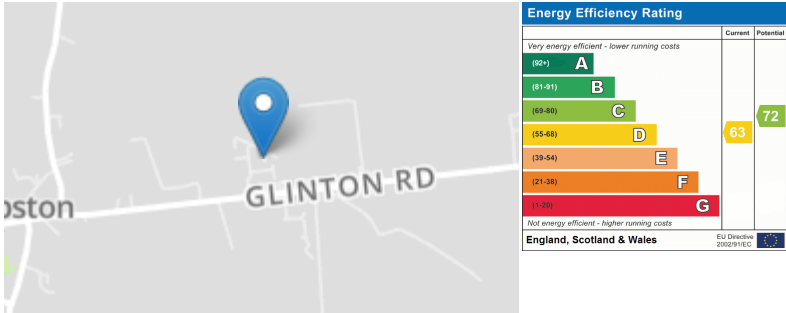 pston
GLINTON RD
Energy Efficiency Rating
Current Potential
Very energy efficient - lower running costs
(92+) A
(81-91) B
(69-80) C
72
(55-68) D
63
(39-54) E
(21-38) F
(1-20) G
Not energy efficient - higher running costs
England, Scotland & Wales
EU Directive
2002/91/EC